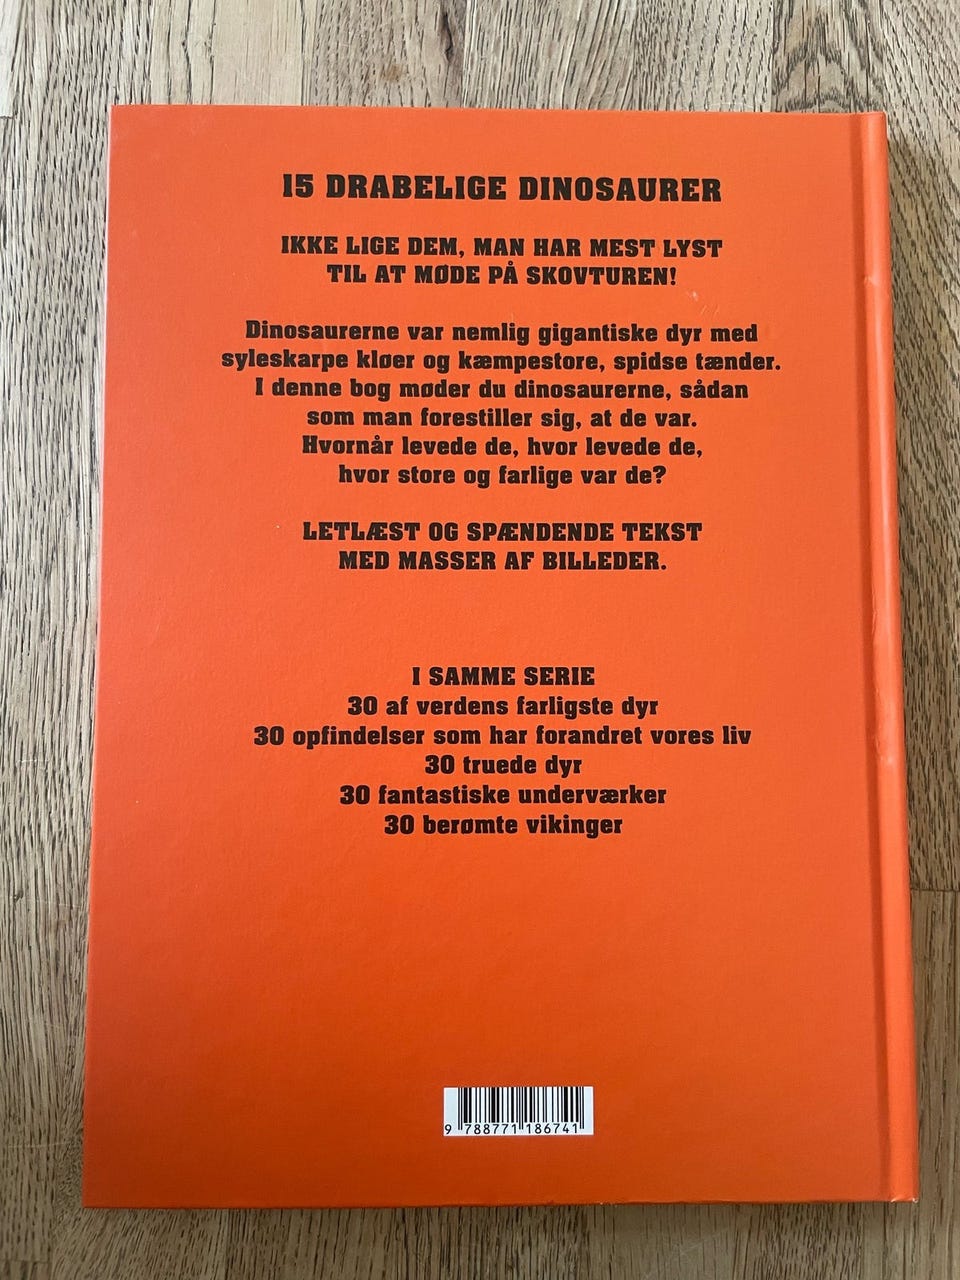 15 DRABELIGE DINOSAURER
IKKE LIGE DEM, MAN HAR MEST LYST
TIL AT MØDE PÅ SKOVTUREN!
Dinosaurerne var nemlig gigantiske dyr med
syleskarpe kløer og kæmpestore, spidse tænder.
I denne bog møder du dinosaurerne, sådan
som man forestiller sig, at de var.
Hvornår levede de, hvor levede de,
hvor store og farlige var de?
LETLÆST OG SPÆNDENDE TEKST
MED MASSER AF BILLEDER.
I SAMME SERIE
30 af verdens farligste dyr
30 opfindelser som har forandret vores liv
30 truede dyr
30 fantastiske underværker
30 berømte vikinger
9 788771 186741